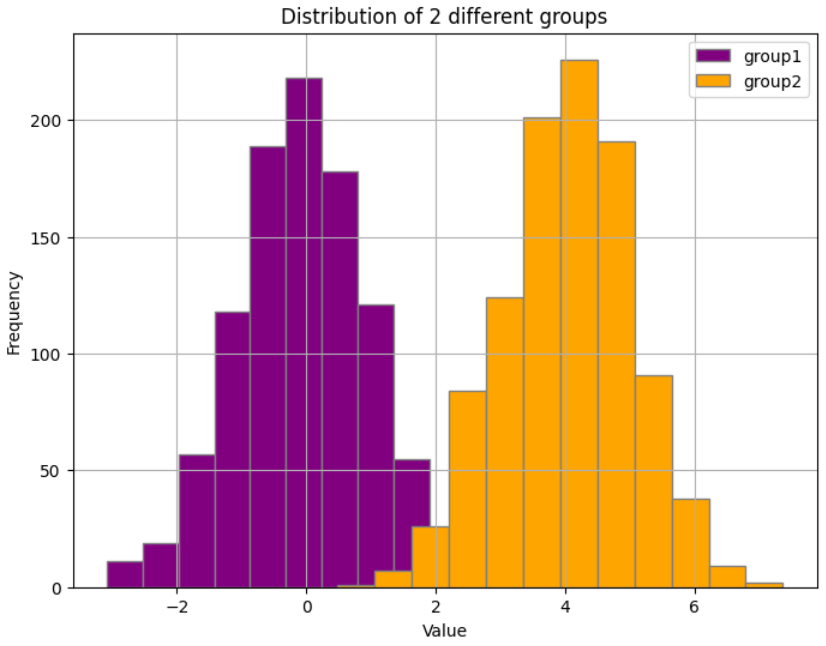 Distribution of 2 different groups
group1
group2
Frequency
200
150
100
50
0
−2
0
2
4
6
Value